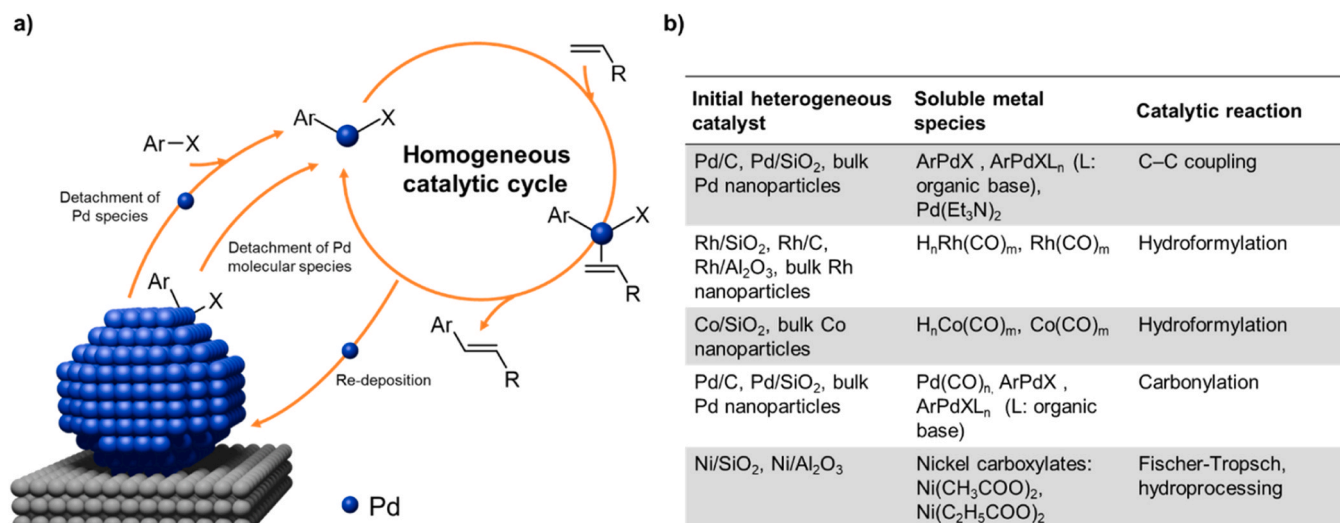 a)
Ar–X
Detachment of
Pd species
Ar
X
Detachment of Pd
molecular species
Ar
X
R
Homogeneous
catalytic cycle
Ar
X
R
Ar
R
Re-deposition
Pd
b)
Initial heterogeneous catalyst | Soluble metal species | Catalytic reaction
Pd/C, Pd/SiO₂, bulk Pd nanoparticles | ArPdX , ArPdXLₙ (L: organic base), Pd(Et₃N)₂ | C–C coupling
Rh/SiO₂, Rh/C, Rh/Al₂O₃, bulk Rh nanoparticles | HₙRh(CO)ₘ, Rh(CO)ₘ | Hydroformylation
Co/SiO₂, bulk Co nanoparticles | HₙCo(CO)ₘ, Co(CO)ₘ | Hydroformylation
Pd/C, Pd/SiO₂, bulk Pd nanoparticles | Pd(CO)ₙ, ArPdX , ArPdXLₙ (L: organic base) | Carbonylation
Ni/SiO₂, Ni/Al₂O₃ | Nickel carboxylates: Ni(CH₃COO)₂, Ni(C₂H₅COO)₂ | Fischer-Tropsch, hydroprocessing